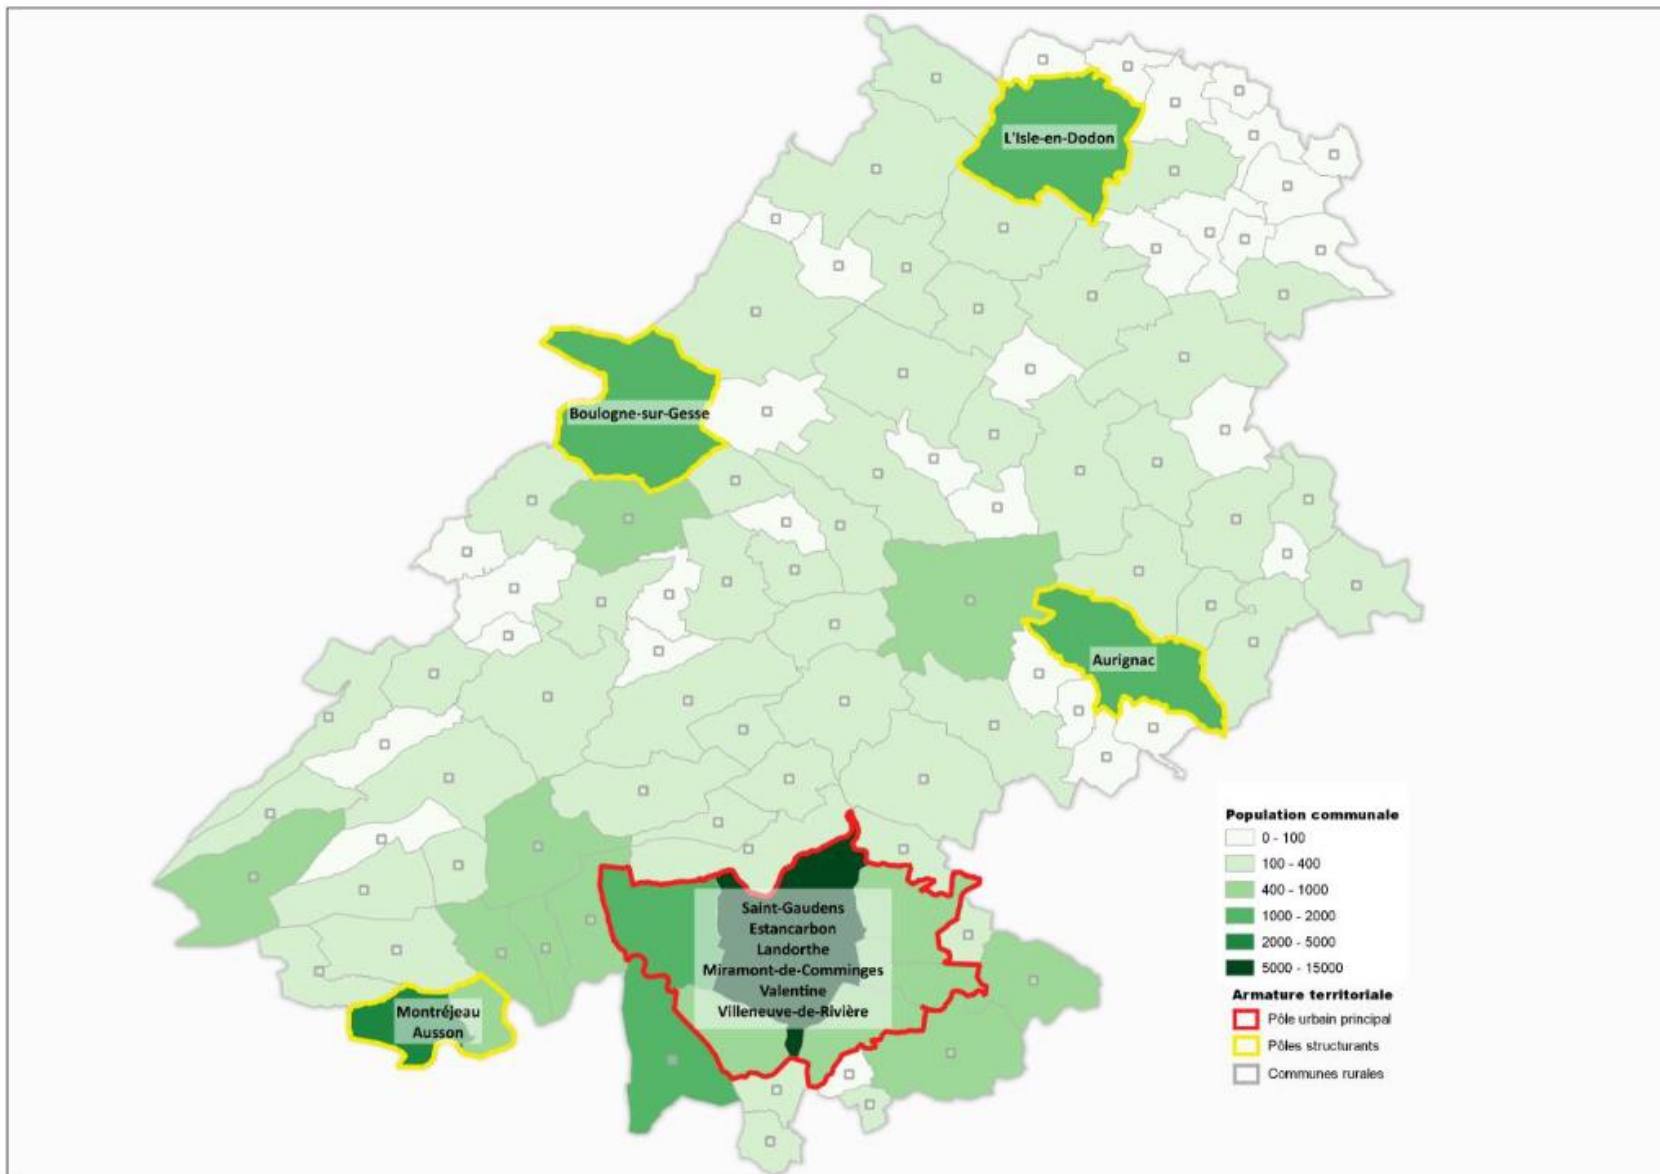 L'Isle-en-Dodon
Boulogne-sur-Gesse
Aurignac
Saint-Gaudens
Estancarbon
Landorthe
Miramont-de-Comminges
Valentine
Villeneuve-de-Rivière
Montréjeau
Ausson
Population communale
0 - 100
100 - 400
400 - 1000
1000 - 2000
2000 - 5000
5000 - 15000
Armature territoriale
Pôle urbain principal
Pôles structurants
Communes rurales